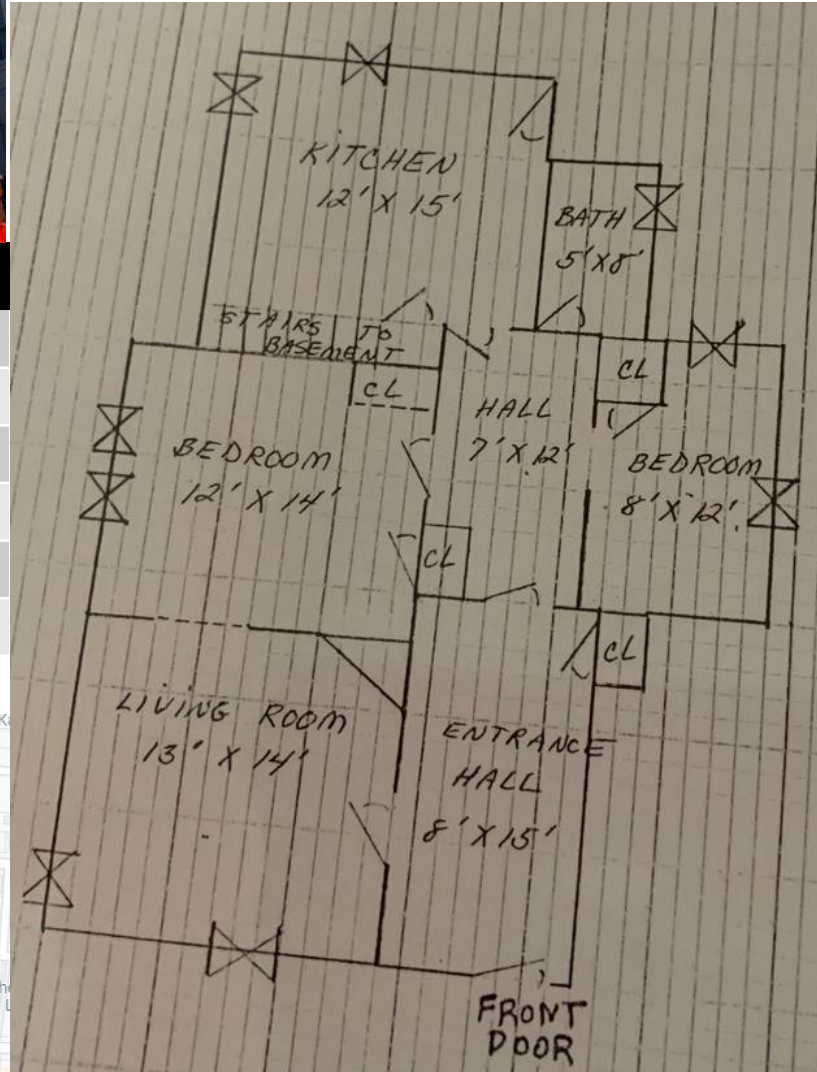 KITCHEN
12' X 15'
BATH
5' X 8'
STAIRS TO
BASEMENT
CL
CL
HALL
7' X 12'
BEDROOM
12' X 14'
BEDROOM
8' X 12'
CL
CL
LIVING ROOM
13' X 14'
ENTRANCE
HALL
8' X 15'
FRONT
DOOR